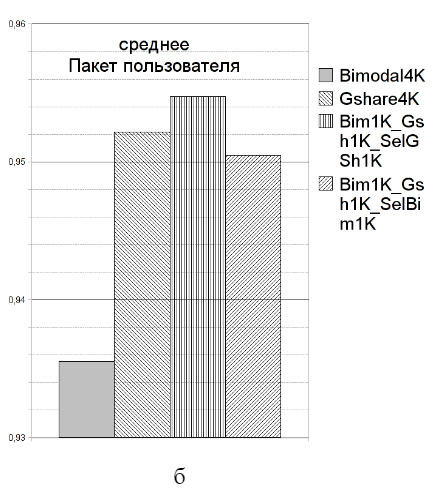 0,96
среднее
Пакет пользователя
0,95
0,94
0,93
Bimodal4K
Gshare4K
Bim1K_Gs
h1K_SelG
Sh1K
Bim1K_Gs
h1K_SelBi
m1K
б